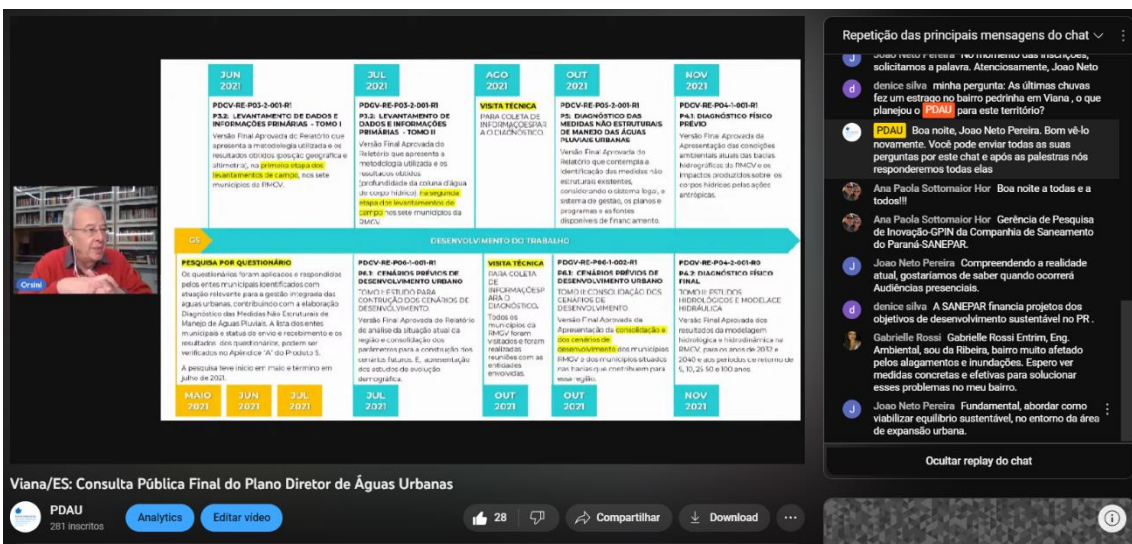 JUN
2021
PDGV-RE-P03-2-001-R1
P3.2: LEVANTAMENTO DE DADOS E
INFORMAÇÕES PRIMÁRIAS - TOMO I
Versão Final Aprovada do Relatório que
apresenta a metodologia utilizada e os
resultados obtidos (posição geográfica e
altimetria), na primeira etapa dos
levantamentos de campo, nos sete
municípios da RMGV.
JUL
2021
PDGV-RE-P03-2-001-R1
P3.2: LEVANTAMENTO DE
DADOS E INFORMAÇÕES
PRIMÁRIAS - TOMO II
Versão Final Aprovada do
Relatório que apresenta a
metodologia utilizada e os
resultados obtidos
(profundidade da coluna d'água
de corpo hídrico), na segunda
etapa dos levantamentos de
campo nos sete municípios da
RMGV.
AGO
2021
VISITA TÉCNICA
PARA COLETA DE
INFORMAÇÕESPAR
A O DIAGNÓSTICO
OUT
2021
PDGV-RE-P05-2-001-R1
P5: DIAGNÓSTICO DAS
MEDIDAS NÃO ESTRUTURAIS
DE MANEJO DAS ÁGUAS
PLUVIAIS URBANAS
Versão Final Aprovada do
Relatório que contempla a
identificação das medidas não
estruturais existentes,
considerando o sistema legal, o
sistema de gestão, os planos e
programas e as fontes
disponíveis de financiamento.
NOV
2021
PDGV-RE-P04-1-001-R1
P4.1: DIAGNÓSTICO FÍSICO
PRÉVIO
Versão Final Aprovada da
Apresentação das condições
ambientais atuais das bacias
hidrográficas da RMGV e os
impactos produzidos sobre os
corpos hídricos pelas ações
antrópicas.
Orsini
G5
DESENVOLVIMENTO DO TRABALHO
PESQUISA POR QUESTIONÁRIO
Os questionários foram aplicados e respondidos
pelos entes municipais identificados com
atuação relevante para a gestão integrada das
águas urbanas, contribuindo com a elaboração
Diagnóstico das Medidas Não Estruturais de
Manejo de Águas Pluviais. A lista dos entes
municipais e status de envio e recebimento e os
resultados dos questionários, podem ser
verificados no Apêndice 'A' do Produto 5.
A pesquisa teve início em maio e término em
julho de 2021.
MAIO
2021
JUN
2021
JUL
2021
PDGV-RE-P06-1-001-R1
P6.1: CENÁRIOS PRÉVIOS DE
DESENVOLVIMENTO URBANO
TOMO I: ESTUDO PARA
CONTRUÇÃO DOS CENÁRIOS DE
DESENVOLVIMENTO.
Versão Final Aprovada do Relatório
de análise da situação atual da
região e consolidação dos
parâmetros para a construção dos
cenários futuros. E, apresentação
dos estudos de evolução
demográfica.
JUL
2021
VISITA TÉCNICA
PARA COLETA
DE
INFORMAÇÕESP
ARA O
DIAGNÓSTICO.
Todos os
municípios da
RMGV foram
visitados e foram
realizadas
reuniões com as
entidades
envolvidas.
OUT
2021
PDGV-RE-P06-1-002-R1
P6.1: CENÁRIOS PRÉVIOS DE
DESENVOLVIMENTO URBANO
TOMO II: CONSOLIDAÇÃO DOS
CENÁRIOS DE
DESENVOLVIMENTO
Versão Final Aprovada da
Apresentação da consolidação e
dos cenários de
desenvolvimento dos municípios
RMGV e dos municípios situados
nas bacias que contribuem para
essa região.
OUT
2021
PDGV-RE-P04-2-001-R0
P4.2: DIAGNÓSTICO FÍSICO
FINAL
TOMO II: ESTUDOS
HIDROLÓGICOS E MODELAGE
HIDRÁULICA
Versão Final Aprovada dos
resultados da modelagem
hidrológica e hidrodinâmica na
RMGV, para os anos de 2032 e
2040 e aos períodos de retorno de
5, 10, 25 50 e 100 anos.
NOV
2021
Viana/ES: Consulta Pública Final do Plano Diretor de Águas Urbanas
PDAU
281 inscritos
Analytics
Editar vídeo
28
Compartilhar
Download
Repetição das principais mensagens do chat
Joao Neto Pereira No momento das inscrições,
solicitamos a palavra. Atenciosamente, Joao Neto
denice silva minha pergunta: As últimas chuvas
fez um estrago no bairro pedrinha em Viana , o que
planejou o PDAU para este território?
PDAU Boa noite, Joao Neto Pereira. Bom vê-lo
novamente. Você pode enviar todas as suas
perguntas por este chat e após as palestras nós
responderemos todas elas
Ana Paola Sottomaior Hor Boa noite a todas e a
todos!!!
Ana Paola Sottomaior Hor Gerência de Pesquisa
de Inovação-GPIN da Companhia de Saneamento
do Paraná-SANEPAR.
Joao Neto Pereira Compreendendo a realidade
atual, gostaríamos de saber quando ocorrerá
Audiências presenciais.
denice silva A SANEPAR financia projetos dos
objetivos de desenvolvimento sustentável no PR .
Gabrielle Rossi Gabrielle Rossi Entrim, Eng.
Ambiental, sou da Ribeira, bairro muito afetado
pelos alagamentos e inundações. Espero ver
medidas concretas e efetivas para solucionar
esses problemas no meu bairro.
Joao Neto Pereira Fundamental, abordar como
viabilizar equilíbrio sustentável, no entorno da área
de expansão urbana.
Ocultar replay do chat